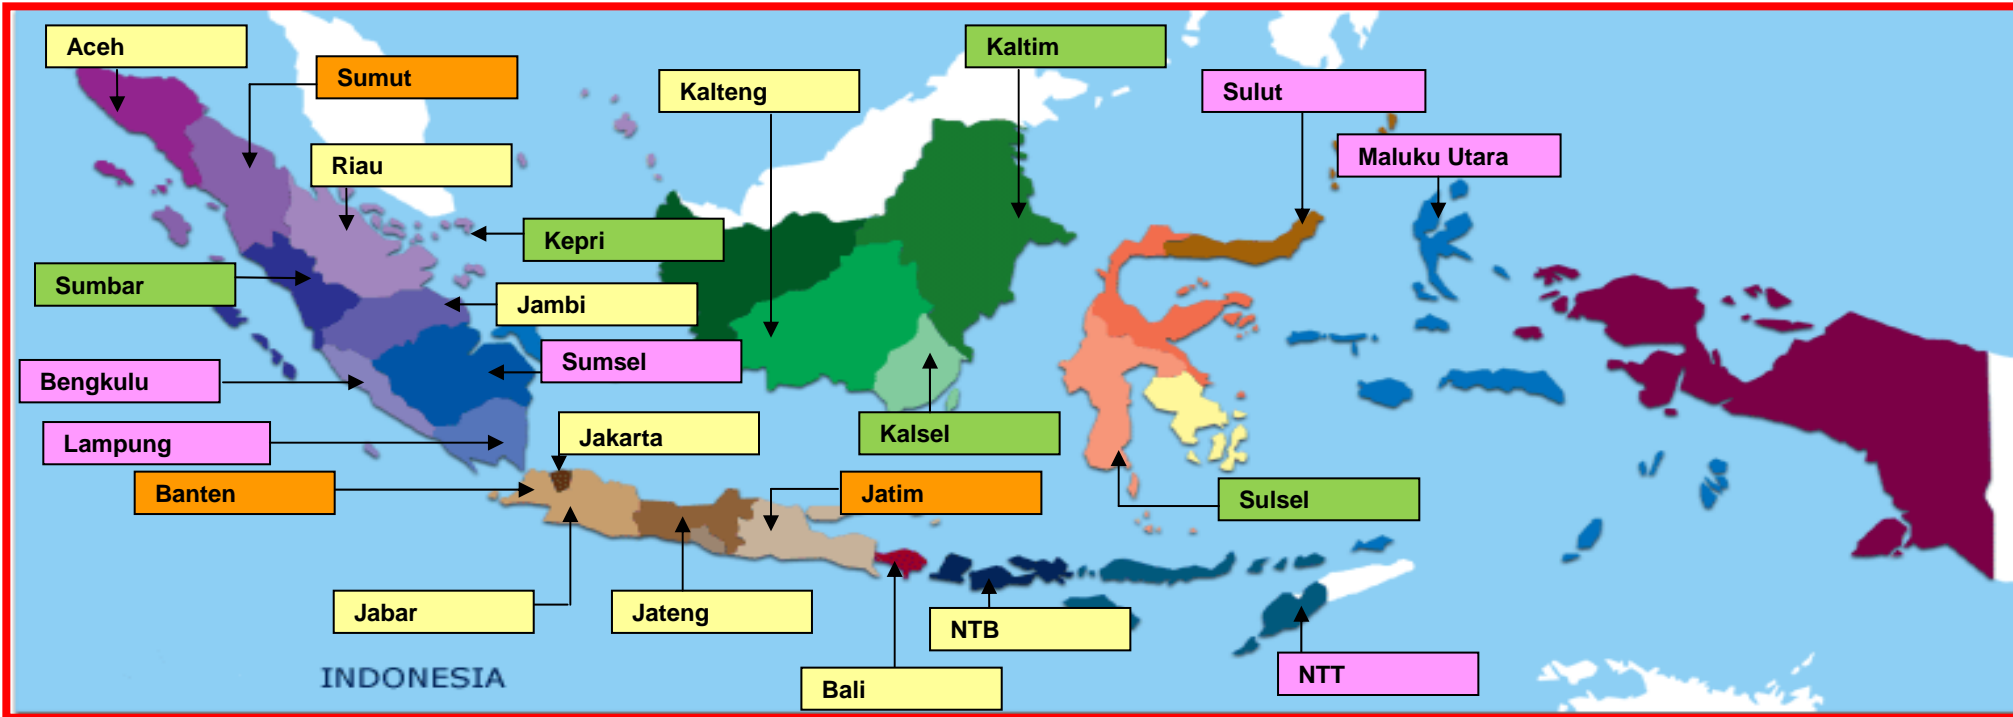 Aceh
Kaltim
Sumut
Kalteng
Sulut
Maluku Utara
Riau
Kepri
Sumbar
Jambi
Sumsel
Bengkulu
Jakarta
Kalsel
Lampung
Banten
Jatim
Sulsel
Jabar
Jateng
NTB
NTT
INDONESIA
Bali